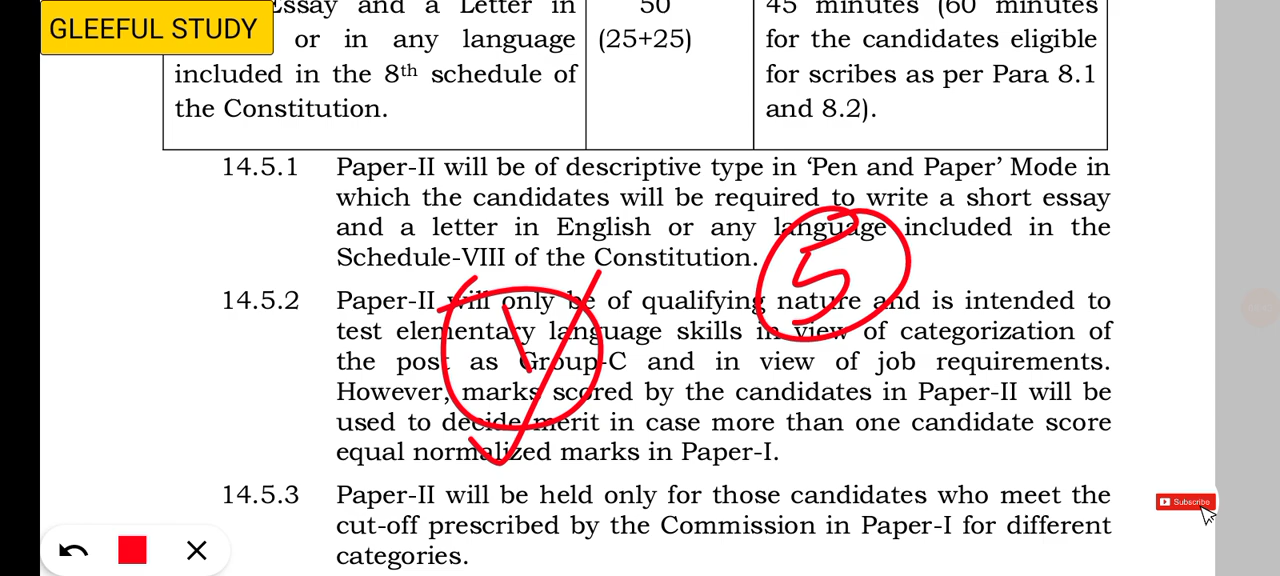 GLEEFUL STUDY
Essay and a Letter in
or in any language
included in the 8th schedule of
the Constitution.
50
(25+25)
45 minutes (60 minutes
for the candidates eligible
for scribes as per Para 8.1
and 8.2).
14.5.1 Paper-II will be of descriptive type in ‘Pen and Paper’ Mode in
which the candidates will be required to write a short essay
and a letter in English or any language included in the
Schedule-VIII of the Constitution.
5
14.5.2 Paper-II will only be of qualifying nature and is intended to
test elementary language skills in view of categorization of
the post as Group-C and in view of job requirements.
However, marks scored by the candidates in Paper-II will be
used to decide merit in case more than one candidate score
equal normalized marks in Paper-I.
14.5.3 Paper-II will be held only for those candidates who meet the
cut-off prescribed by the Commission in Paper-I for different
categories.
Subscribe